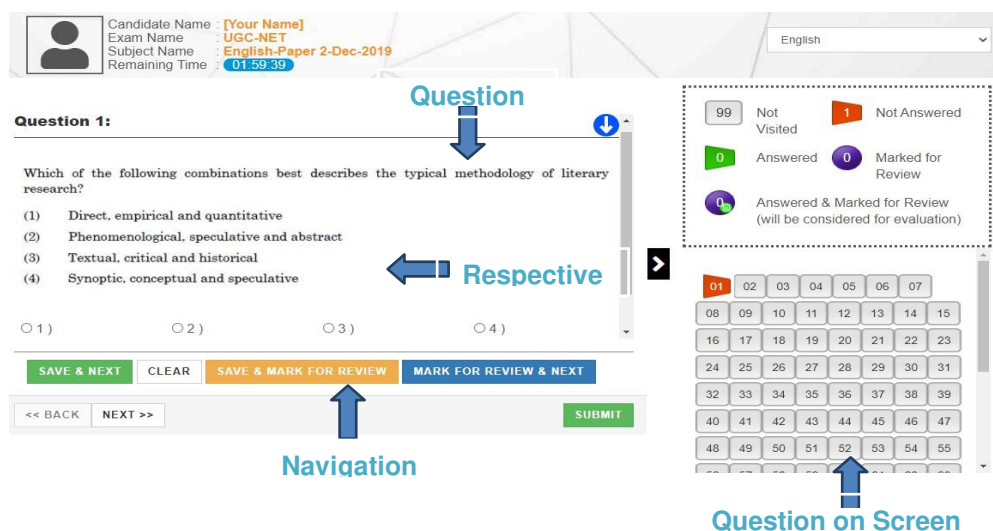 Candidate Name : [Your Name]
Exam Name : UGC-NET
Subject Name : English-Paper 2-Dec-2019
Remaining Time : 01:59:39
English
Question
Question 1:
Which of the following combinations best describes the typical methodology of literary
research?
(1) Direct, empirical and quantitative
(2) Phenomenological, speculative and abstract
(3) Textual, critical and historical
(4) Synoptic, conceptual and speculative
Respective
1 )
2 )
3 )
4 )
SAVE & NEXT
CLEAR
SAVE & MARK FOR REVIEW
MARK FOR REVIEW & NEXT
<< BACK
NEXT >>
SUBMIT
Navigation
99 Not
Visited
1 Not Answered
0 Answered
0 Marked for
Review
0 Answered & Marked for Review
(will be considered for evaluation)
01 02 03 04 05 06 07
08 09 10 11 12 13 14 15
16 17 18 19 20 21 22 23
24 25 26 27 28 29 30 31
32 33 34 35 36 37 38 39
40 41 42 43 44 45 46 47
48 49 50 51 52 53 54 55
Question on Screen